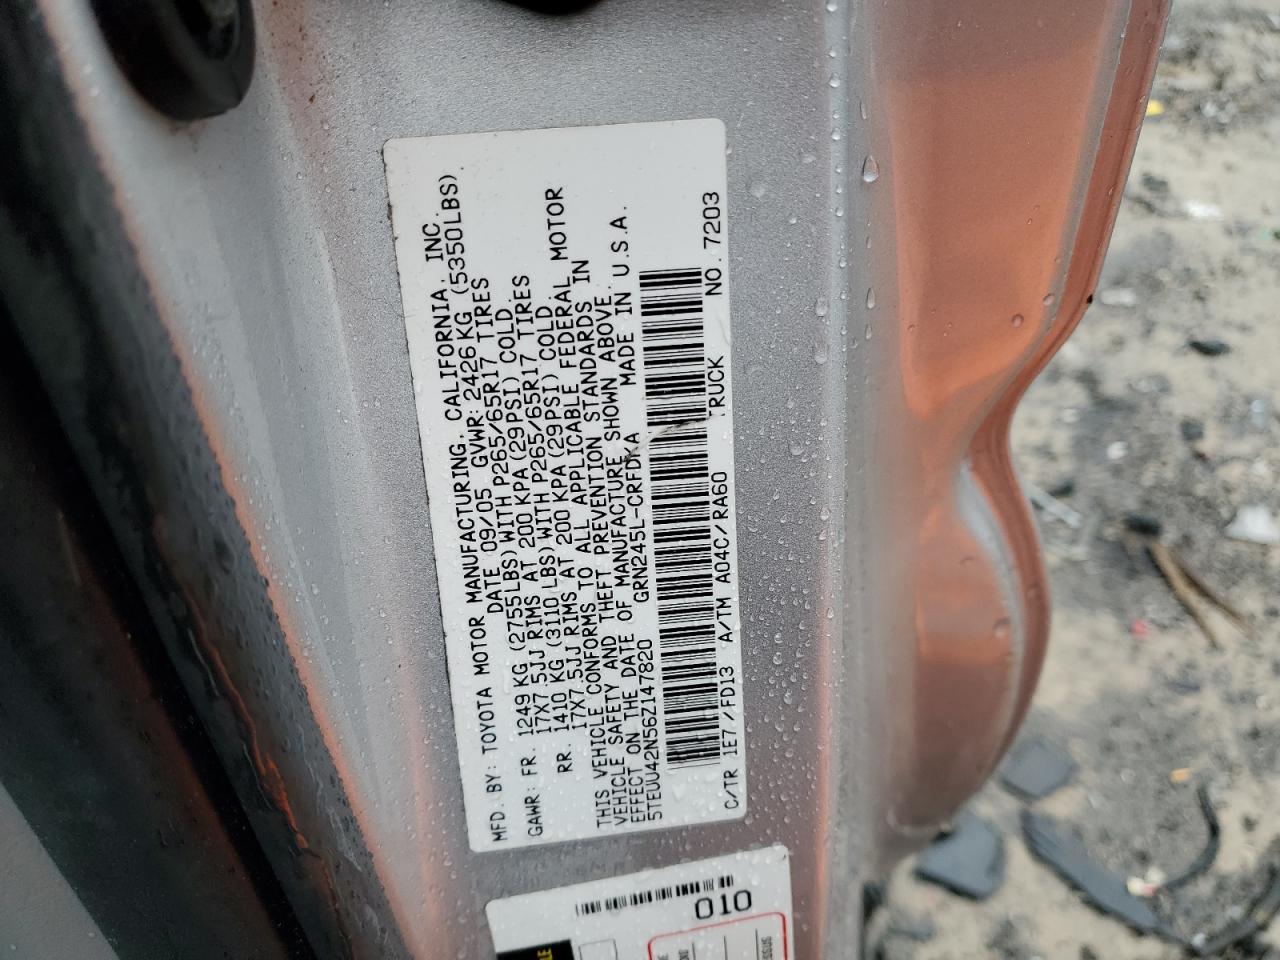 MFD. BY: TOYOTA MOTOR MANUFACTURING, CALIFORNIA, INC.
DATE 09/05 GVWR: 2426 KG (5350LBS)
GAWR: FR. 1249 KG (2755LBS) WITH P265/65R17 TIRES
17X7.5JJ RIMS AT 200 KPA (29PSI) COLD.
RR. 1410 KG (3110 LBS) WITH P265/65R17 TIRES
17X7.5JJ RIMS AT 200 KPA (29PSI) COLD.
THIS VEHICLE CONFORMS TO ALL APPLICABLE FEDERAL MOTOR
VEHICLE SAFETY AND THEFT PREVENTION STANDARDS IN
EFFECT ON THE DATE OF MANUFACTURE SHOWN ABOVE.
5TEUU42N56Z147820 GRN245L-CRFDKA MADE IN U.S.A.
C/TR 1E7/FD13 A/TM A04C/RA60 TRUCK NO. 7203
010